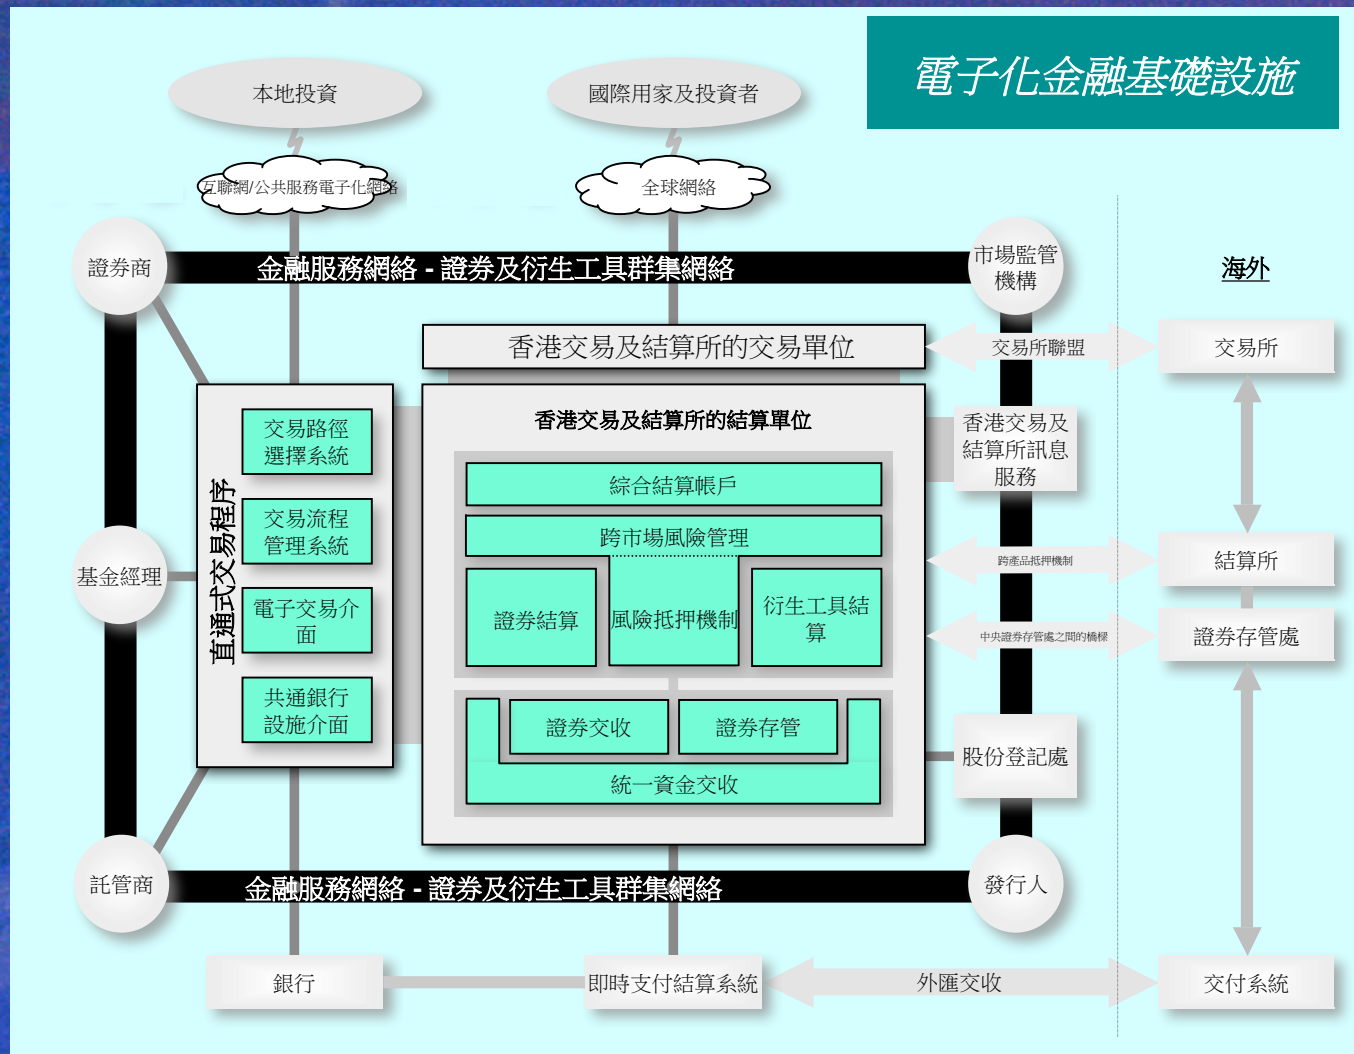 電子化金融基礎設施
本地投資
國際用家及投資者
互聯網/公共服務電子化網絡
全球網絡
證券商
金融服務網絡 - 證券及衍生工具群集網絡
市場監管
機構
海外
香港交易及結算所的交易單位
交易所聯盟
交易所
直通式交易程序
交易路徑
選擇系統
交易流程
管理系統
電子交易介
面
共通銀行
設施介面
香港交易及結算所的結算單位
綜合結算帳戶
跨市場風險管理
證券結算
風險抵押機制
衍生工具結
算
證券交收
證券存管
統一資金交收
香港交易及
結算所訊息
服務
基金經理
跨產品抵押機制
結算所
中央證券存管處之間的橋樑
證券存管處
股份登記處
託管商
金融服務網絡 - 證券及衍生工具群集網絡
發行人
銀行
即時支付結算系統
外匯交收
交付系統